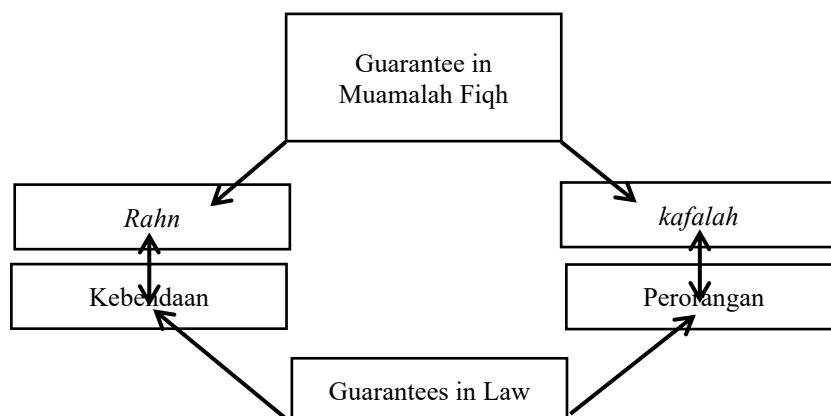 Guarantee in
Muamalah Fiqh
Rahn
kafalah
Kebendaan
Perorangan
Guarantees in Law